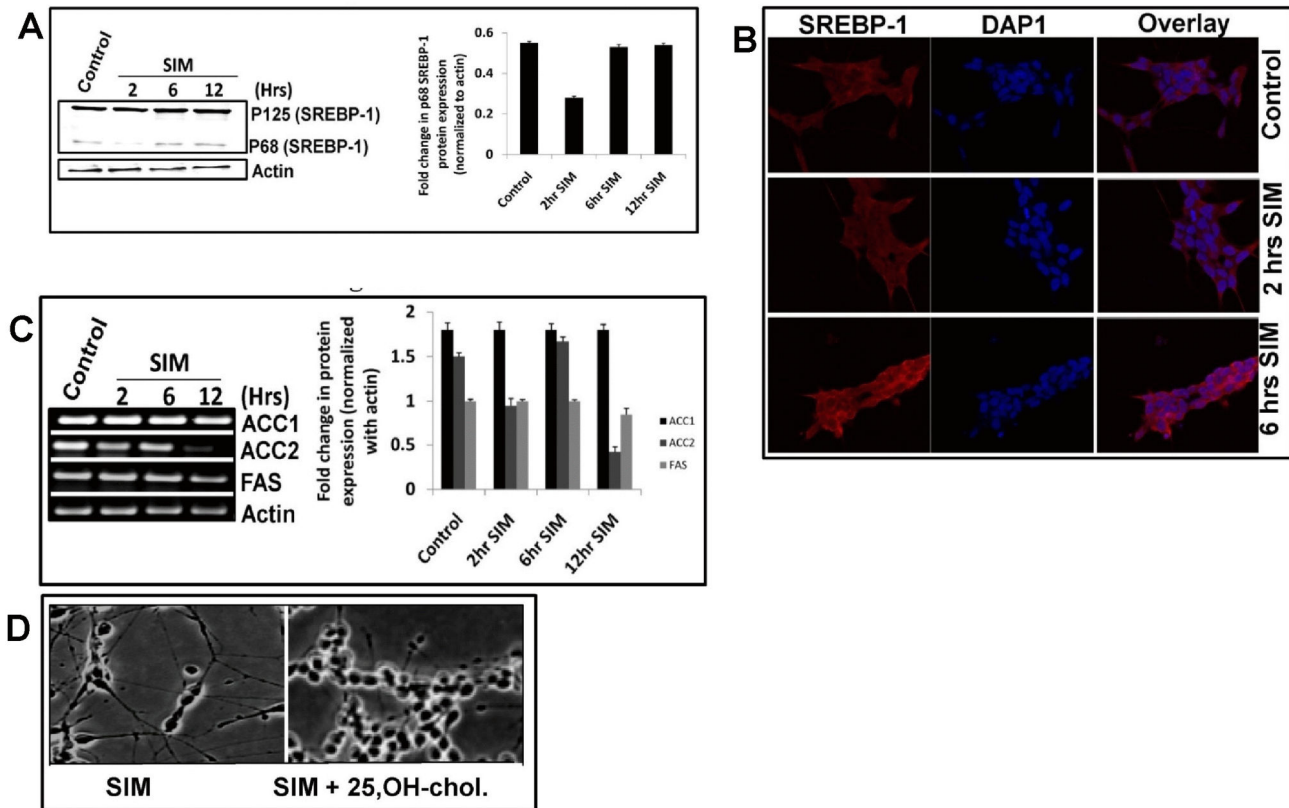 A
Control
SIM
2 6 12 (Hrs)
P125 (SREBP-1)
P68 (SREBP-1)
Actin
Fold change in p68 SREBP-1
protein expression
(normalized to actin)
0.6
0.4
0.2
0
Control
2hr SIM
6hr SIM
12hr SIM
B
SREBP-1 DAP1 Overlay
Control
2 hrs SIM
6 hrs SIM
C
Control
SIM
2 6 12 (Hrs)
ACC1
ACC2
FAS
Actin
Fold change in protein
expression (normalized
with actin)
2
1.5
1
0.5
0
Control
2hr SIM
6hr SIM
12hr SIM
ACC1
ACC2
FAS
D
SIM SIM + 25,OH-chol.